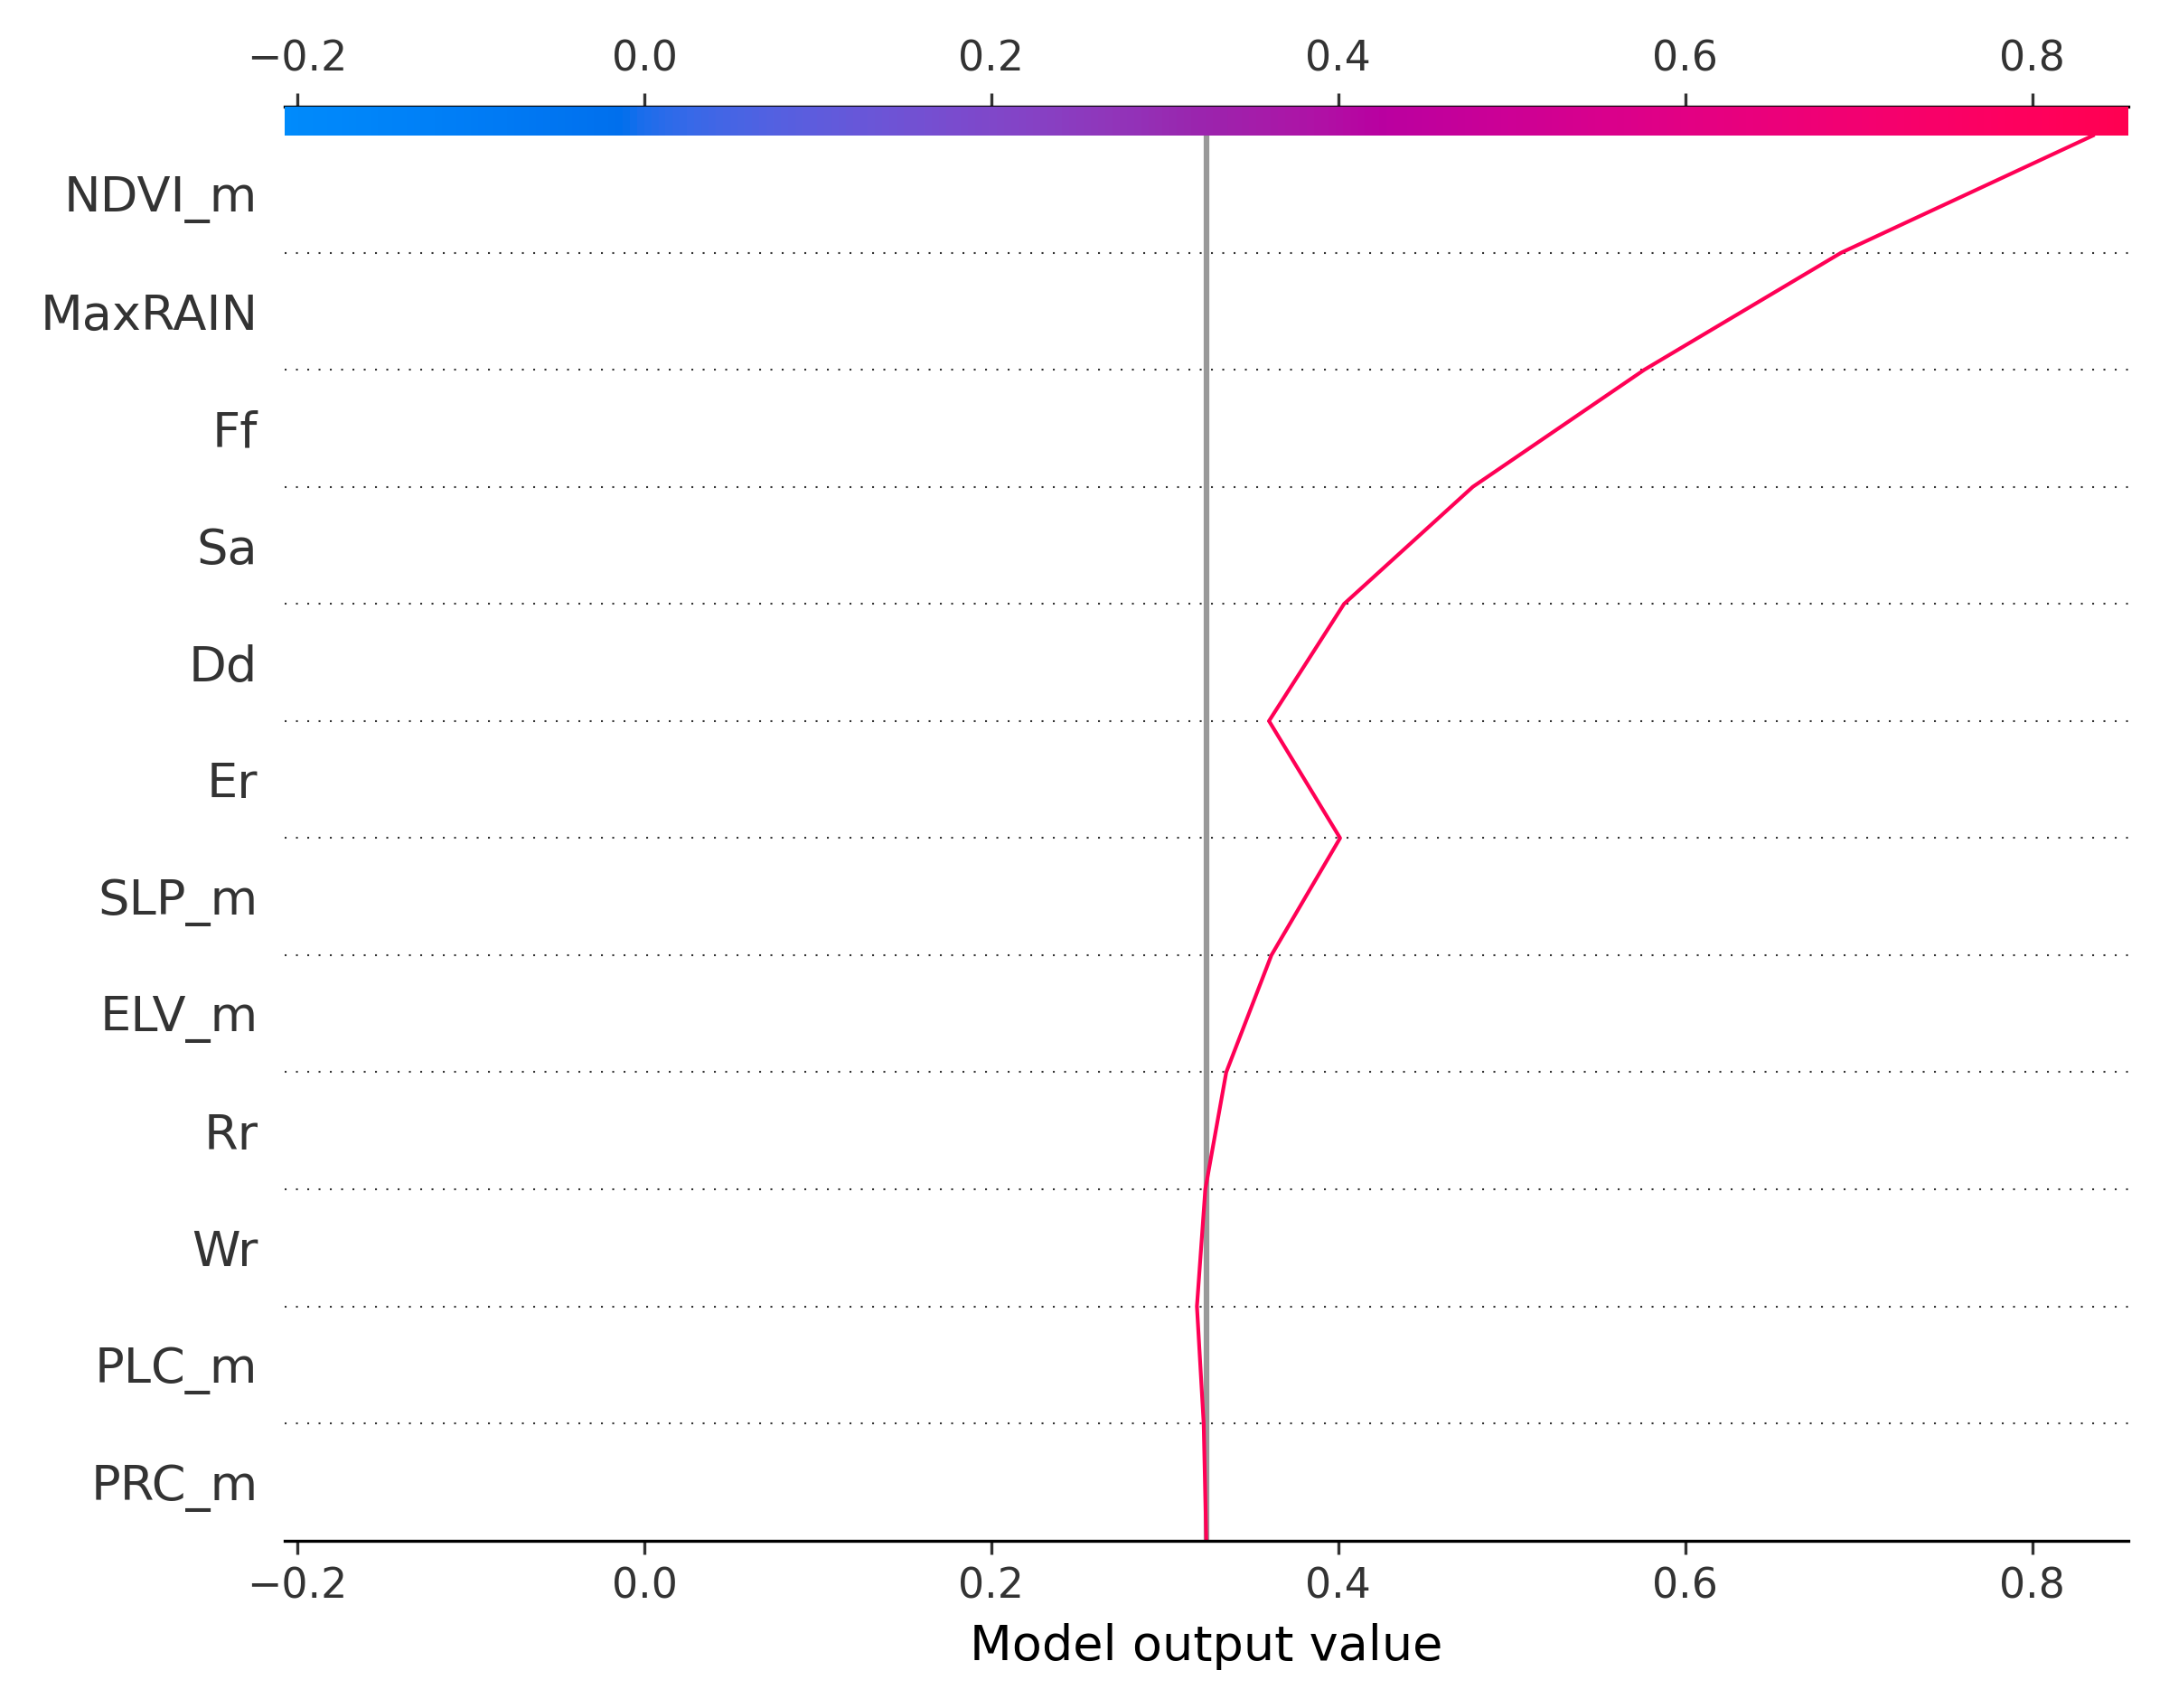 −0.2 0.0 0.2 0.4 0.6 0.8
NDVI_m
MaxRAIN
Ff
Sa
Dd
Er
SLP_m
ELV_m
Rr
Wr
PLC_m
PRC_m
−0.2 0.0 0.2 0.4 0.6 0.8
Model output value